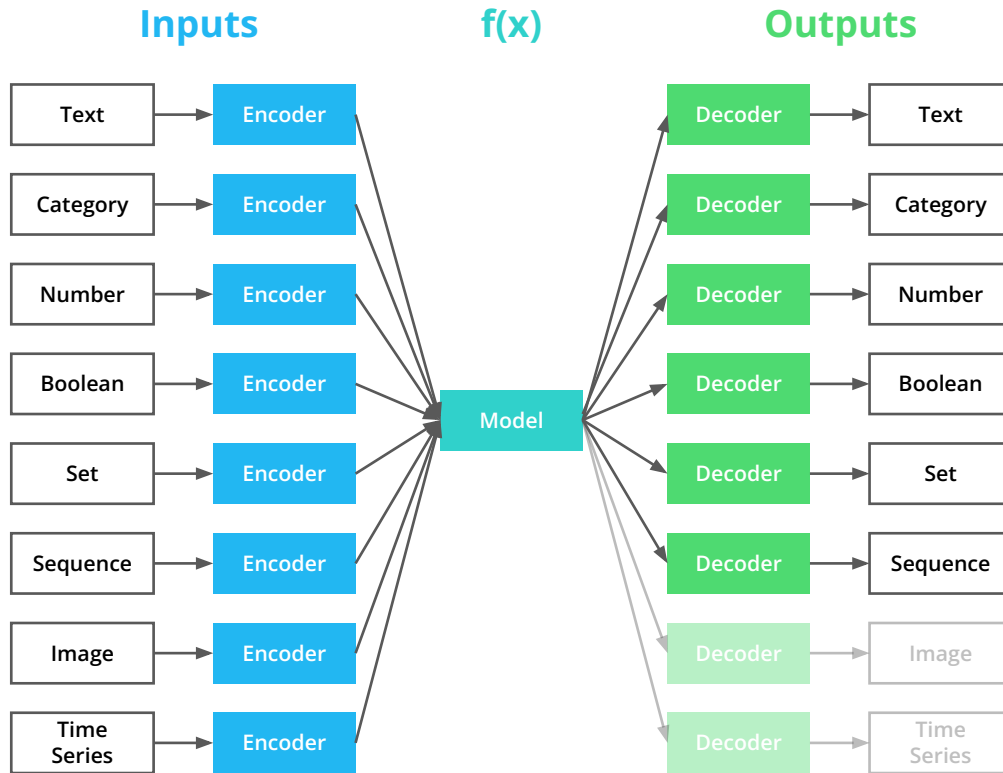 Inputs f(x) Outputs
Text Encoder Decoder Text
Category Encoder Decoder Category
Number Encoder Decoder Number
Boolean Encoder Decoder Boolean
Model
Set Encoder Decoder Set
Sequence Encoder Decoder Sequence
Image Encoder Decoder Image
Time
Series Encoder Decoder Time
Series